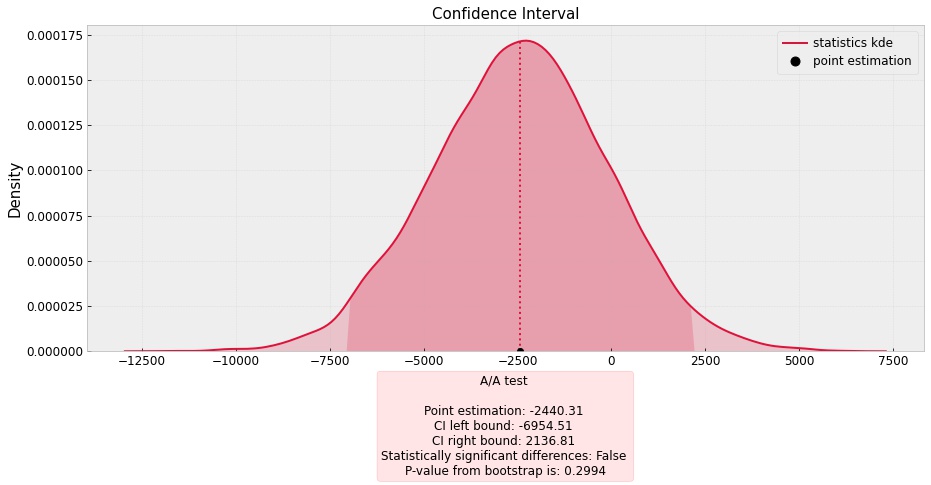 Confidence Interval
statistics kde
point estimation
Density
0.000175
0.000150
0.000125
0.000100
0.000075
0.000050
0.000025
0.000000
−12500 −10000 −7500 −5000 −2500 0 2500 5000 7500
A/A test
Point estimation: -2440.31
CI left bound: -6954.51
CI right bound: 2136.81
Statistically significant differences: False
P-value from bootstrap is: 0.2994